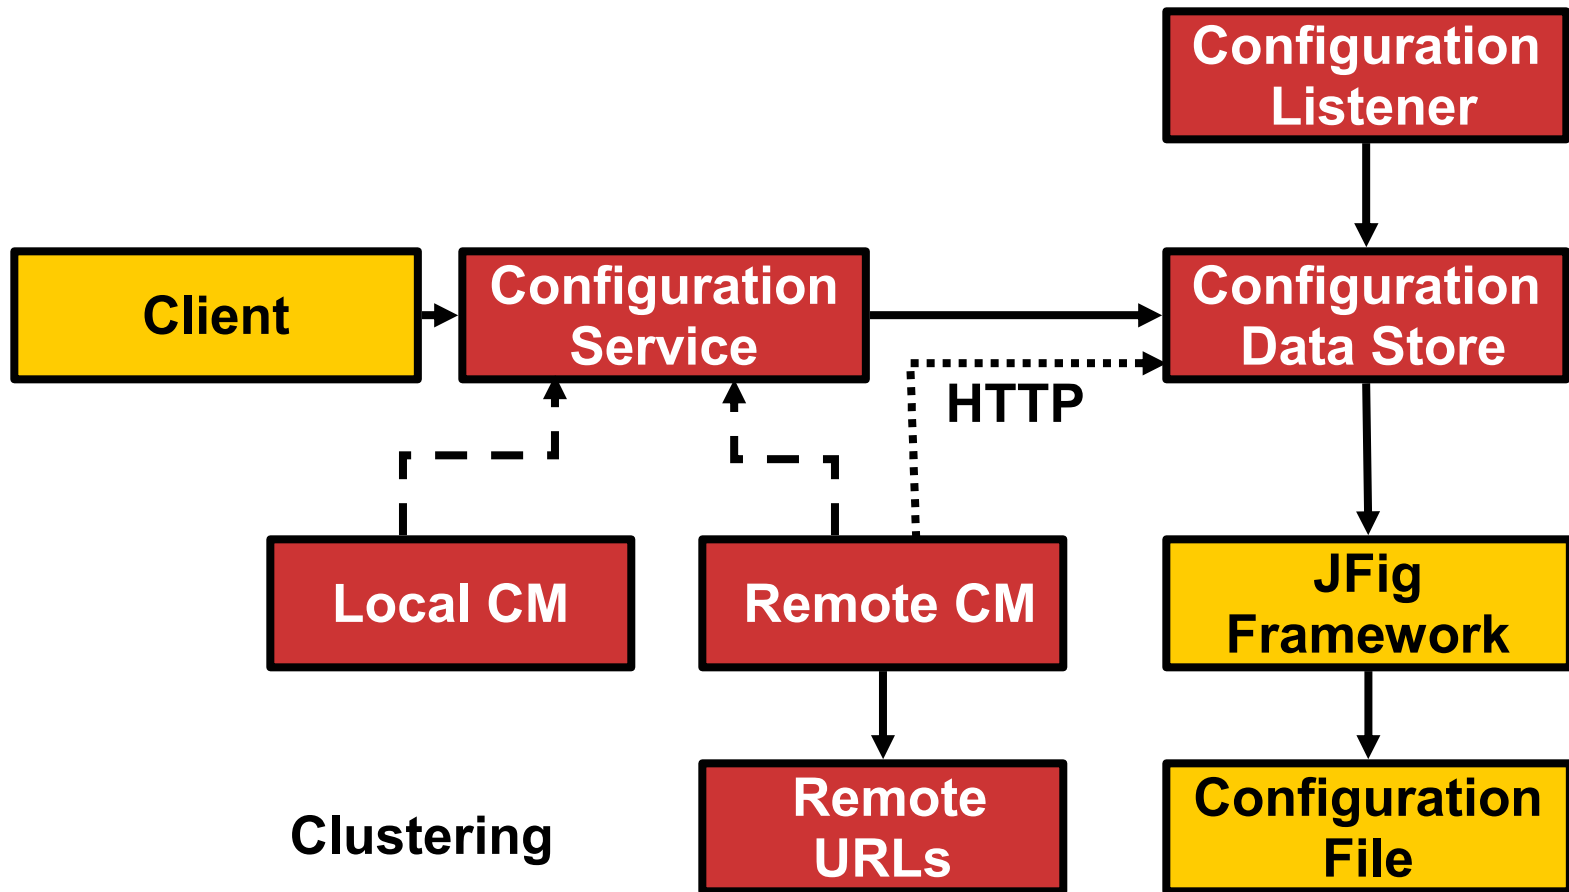 Configuration
Listener
Client
Configuration
Service
Configuration
Data Store
HTTP
Local CM
Remote CM
JFig
Framework
Clustering
Remote
URLs
Configuration
File